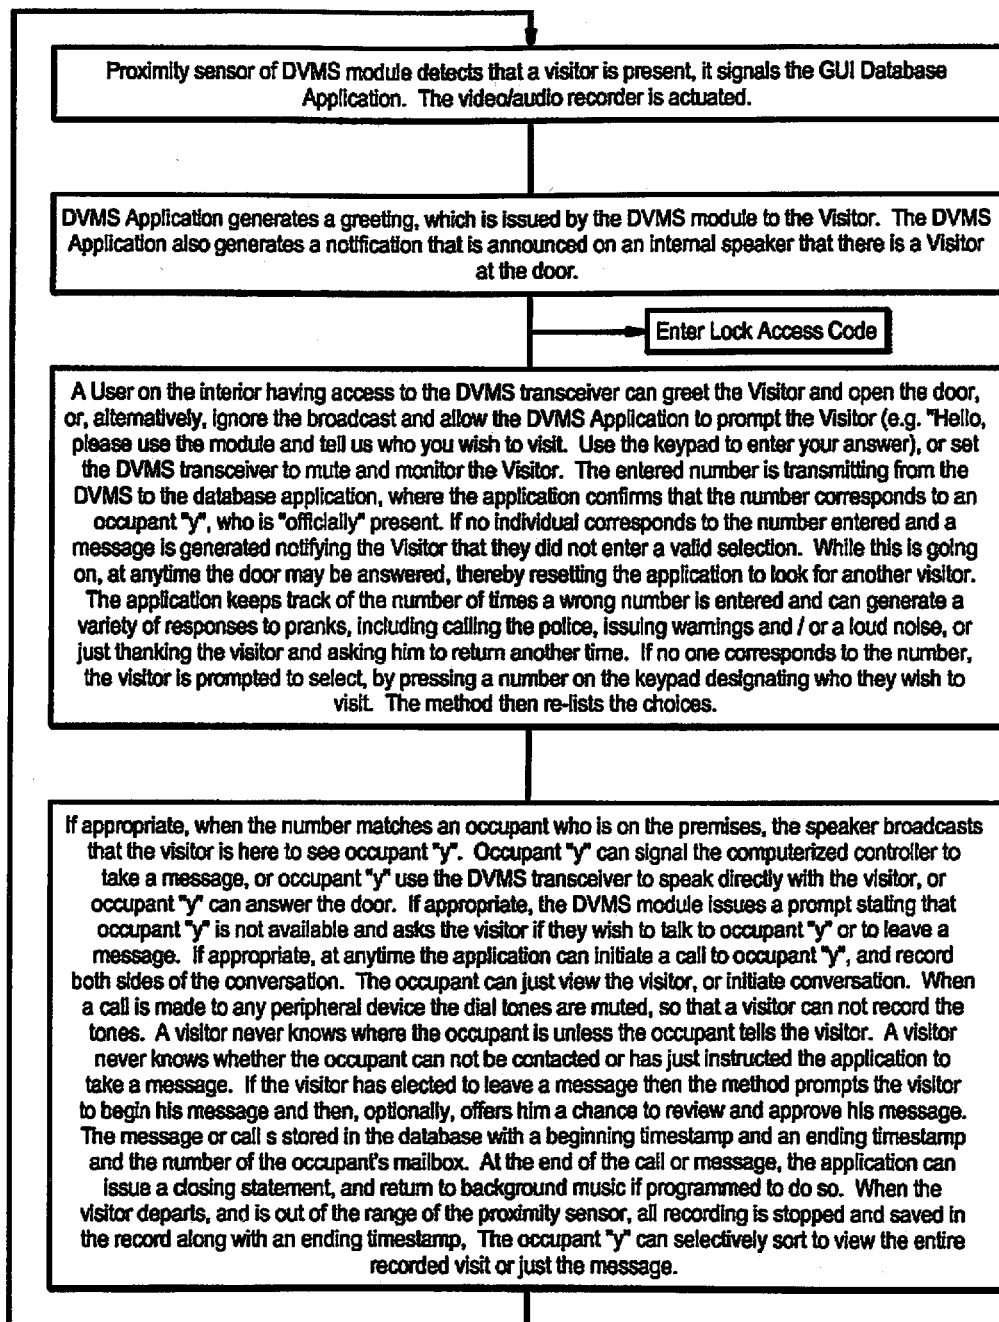 Proximity sensor of DVMS module detects that a visitor is present, it signals the GUI Database
Application. The video/audio recorder is actuated.
DVMS Application generates a greeting, which is issued by the DVMS module to the Visitor. The DVMS
Application also generates a notification that is announced on an internal speaker that there is a Visitor
at the door.
Enter Lock Access Code
A User on the interior having access to the DVMS transceiver can greet the Visitor and open the door,
or, alternatively, ignore the broadcast and allow the DVMS Application to prompt the Visitor (e.g. "Hello,
please use the module and tell us who you wish to visit. Use the keypad to enter your answer), or set
the DVMS transceiver to mute and monitor the Visitor. The entered number is transmitting from the
DVMS to the database application, where the application confirms that the number corresponds to an
occupant "y", who is "officially" present. If no individual corresponds to the number entered and a
message is generated notifying the Visitor that they did not enter a valid selection. While this is going
on, at anytime the door may be answered, thereby resetting the application to look for another visitor.
The application keeps track of the number of times a wrong number is entered and can generate a
variety of responses to pranks, including calling the police, issuing warnings and / or a loud noise, or
just thanking the visitor and asking him to return another time. If no one corresponds to the number,
the visitor is prompted to select, by pressing a number on the keypad designating who they wish to
visit. The method then re-lists the choices.
If appropriate, when the number matches an occupant who is on the premises, the speaker broadcasts
that the visitor is here to see occupant "y". Occupant "y" can signal the computerized controller to
take a message, or occupant "y" use the DVMS transceiver to speak directly with the visitor, or
occupant "y" can answer the door. If appropriate, the DVMS module issues a prompt stating that
occupant "y" is not available and asks the visitor if they wish to talk to occupant "y" or to leave a
message. If appropriate, at anytime the application can initiate a call to occupant "y", and record
both sides of the conversation. The occupant can just view the visitor, or initiate conversation. When
a call is made to any peripheral device the dial tones are muted, so that a visitor can not record the
tones. A visitor never knows where the occupant is unless the occupant tells the visitor. A visitor
never knows whether the occupant can not be contacted or has just instructed the application to
take a message. If the visitor has elected to leave a message then the method prompts the visitor
to begin his message and then, optionally, offers him a chance to review and approve his message.
The message or call s stored in the database with a beginning timestamp and an ending timestamp
and the number of the occupant's mailbox. At the end of the call or message, the application can
issue a closing statement, and return to background music if programmed to do so. When the
visitor departs, and is out of the range of the proximity sensor, all recording is stopped and saved in
the record along with an ending timestamp, The occupant "y" can selectively sort to view the entire
recorded visit or just the message.